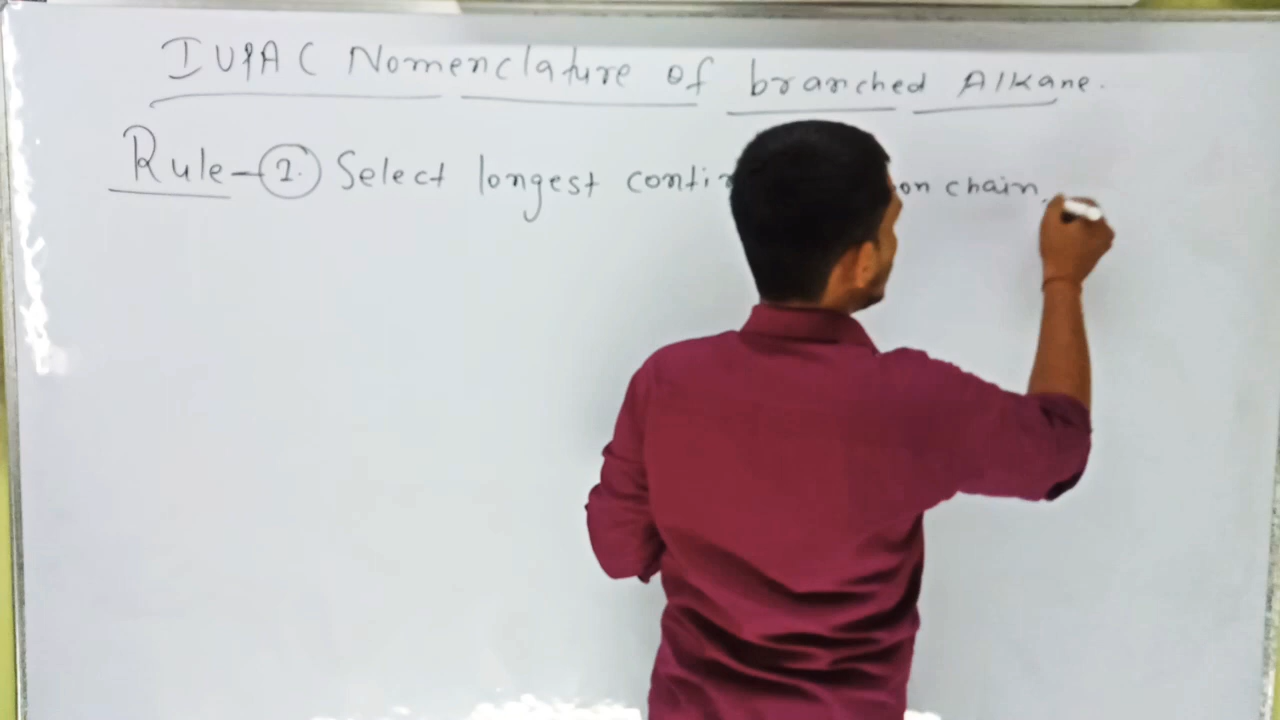 IUPAC Nomenclature of branched Alkane.
Rule-1. Select longest conti on chain.